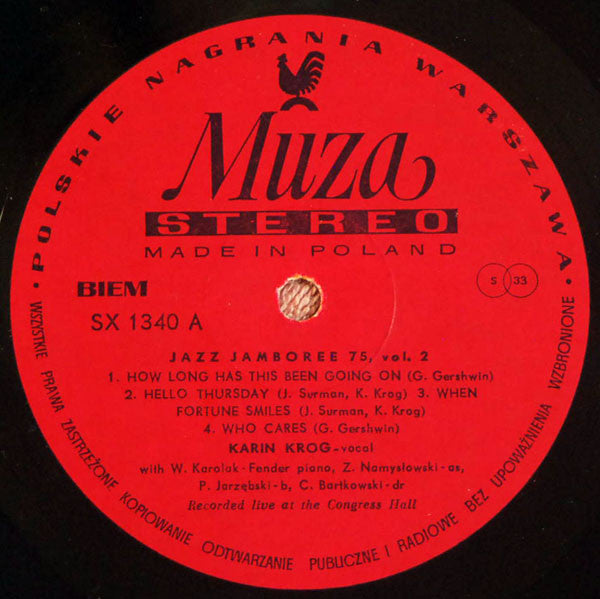 • POLSKIE NAGRANIA WARSZAWA •
Muza
STEREO
MADE IN POLAND
BIEM
S 33
SX 1340 A
JAZZ JAMBOREE 75, vol. 2
1. HOW LONG HAS THIS BEEN GOING ON (G. Gershwin)
2. HELLO THURSDAY (J. Surman, K. Krog) 3. WHEN
FORTUNE SMILES (J. Surman, K. Krog)
4. WHO CARES (G. Gershwin)
KARIN KROG-vocal
with W. Karolak-Fender piano, Z. Namysłowski-as,
P. Jarzębski-b, C. Bartkowski-dr
Recorded live at the Congress Hall
WSZYSTKIE PRAWA ZASTRZEŻONE KOPIOWANIE ODTWARZANIE PUBLICZNE I RADIOWE BEZ UPOWAŻNIENIA WZBRONIONE